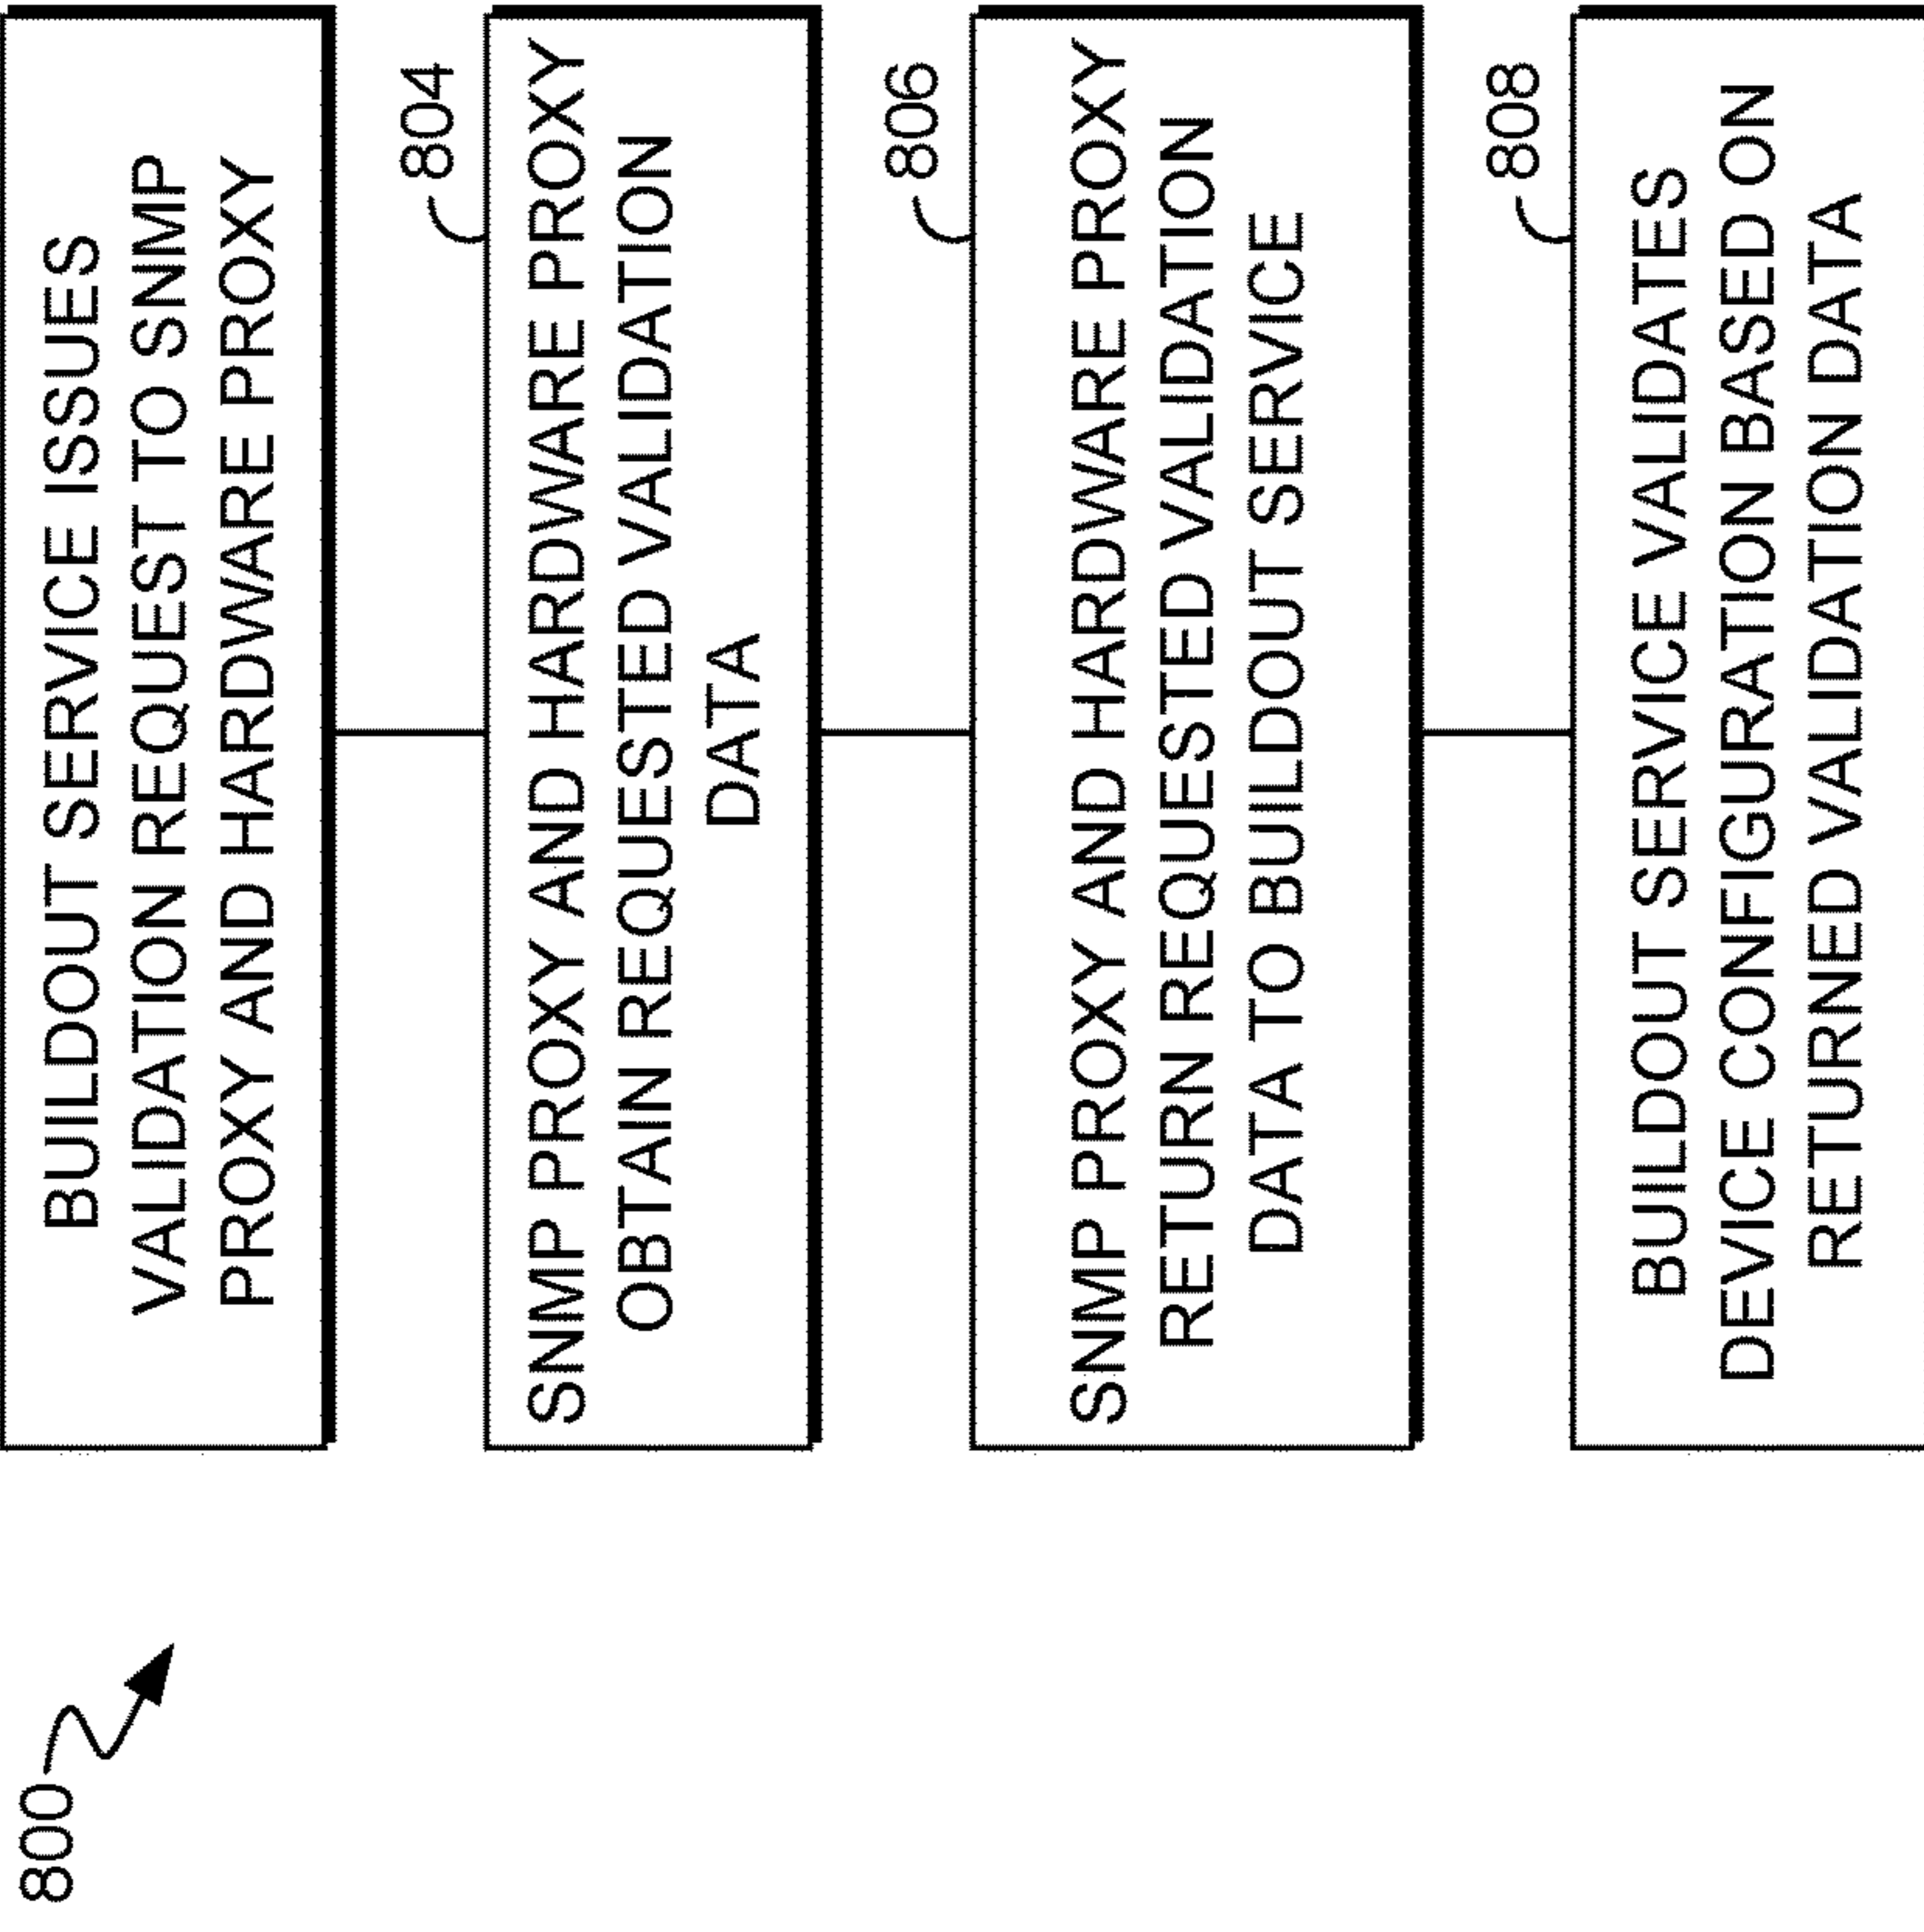 800
BUILDOUT SERVICE ISSUES
VALIDATION REQUEST TO SNMP
PROXY AND HARDWARE PROXY
804
SNMP PROXY AND HARDWARE PROXY
OBTAIN REQUESTED VALIDATION
DATA
806
SNMP PROXY AND HARDWARE PROXY
RETURN REQUESTED VALIDATION
DATA TO BUILDOUT SERVICE
808
BUILDOUT SERVICE VALIDATES
DEVICE CONFIGURATION BASED ON
RETURNED VALIDATION DATA